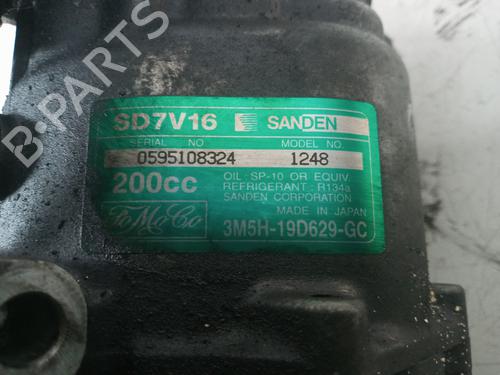 SD7V16 SANDEN
SERIAL NO MODEL NO.
0595108324 1248
200cc
OIL : SP-10 OR EQUIV.
REFRIGERANT : R134a
SANDEN CORPORATION
MADE IN JAPAN
FoMoCo 3M5H-19D629-GC
B-PARTS